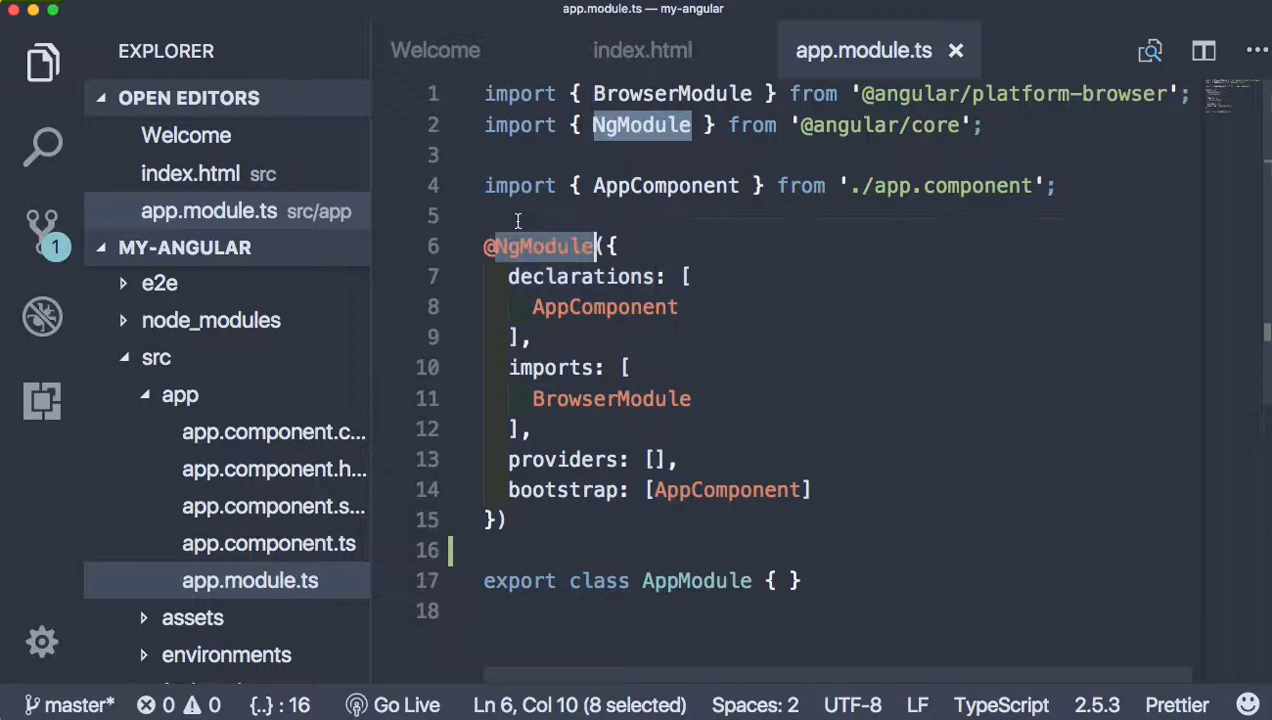 app.module.ts — my-angular
EXPLORER
OPEN EDITORS
Welcome
index.html src
app.module.ts src/app
1
MY-ANGULAR
e2e
node_modules
src
app
app.component.c...
app.component.h...
app.component.s...
app.component.ts
app.module.ts
assets
environments
Welcome index.html app.module.ts ×
1 import { BrowserModule } from '@angular/platform-browser';
2 import { NgModule } from '@angular/core';
3
4 import { AppComponent } from './app.component';
5
6 @NgModule({
7 declarations: [
8 AppComponent
9 ],
10 imports: [
11 BrowserModule
12 ],
13 providers: [],
14 bootstrap: [AppComponent]
15 })
16
17 export class AppModule { }
18
master* 0 0 {..} : 16 Go Live Ln 6, Col 10 (8 selected) Spaces: 2 UTF-8 LF TypeScript 2.5.3 Prettier